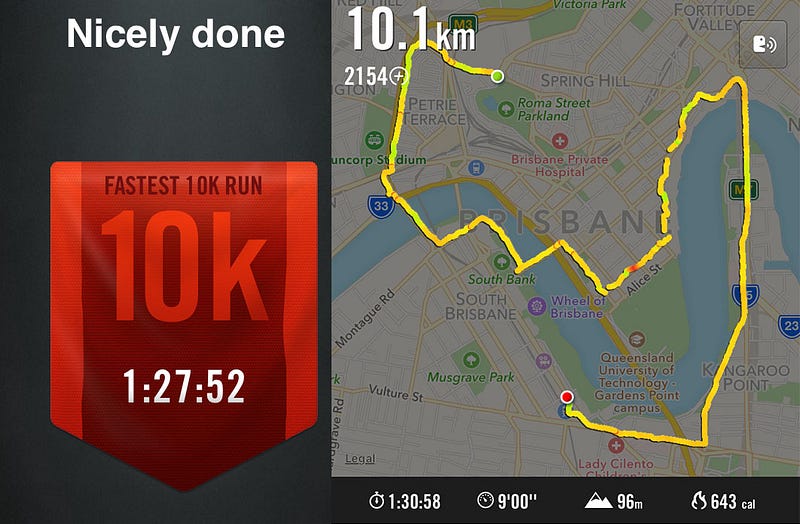 Nicely done
FASTEST 10K RUN
10k
1:27:52
10.1km
2154
RED HILL
M3
Victoria Park
FORTITUDE
VALLEY
SPRING HILL
PETRIE
TERRACE
Roma Street
Parkland
Suncorp Stadium
Brisbane Private
Hospital
33
BRISBANE
South Bank
Alice St
SOUTH
BRISBANE
Wheel of
Brisbane
Montague Rd
23
Queensland
University of
Technology -
Gardens Point
campus
KANGAROO
POINT
Musgrave Park
Vulture St
Legal
Lady Cilento
Children's
1:30:58
9'00"
96m
643 cal